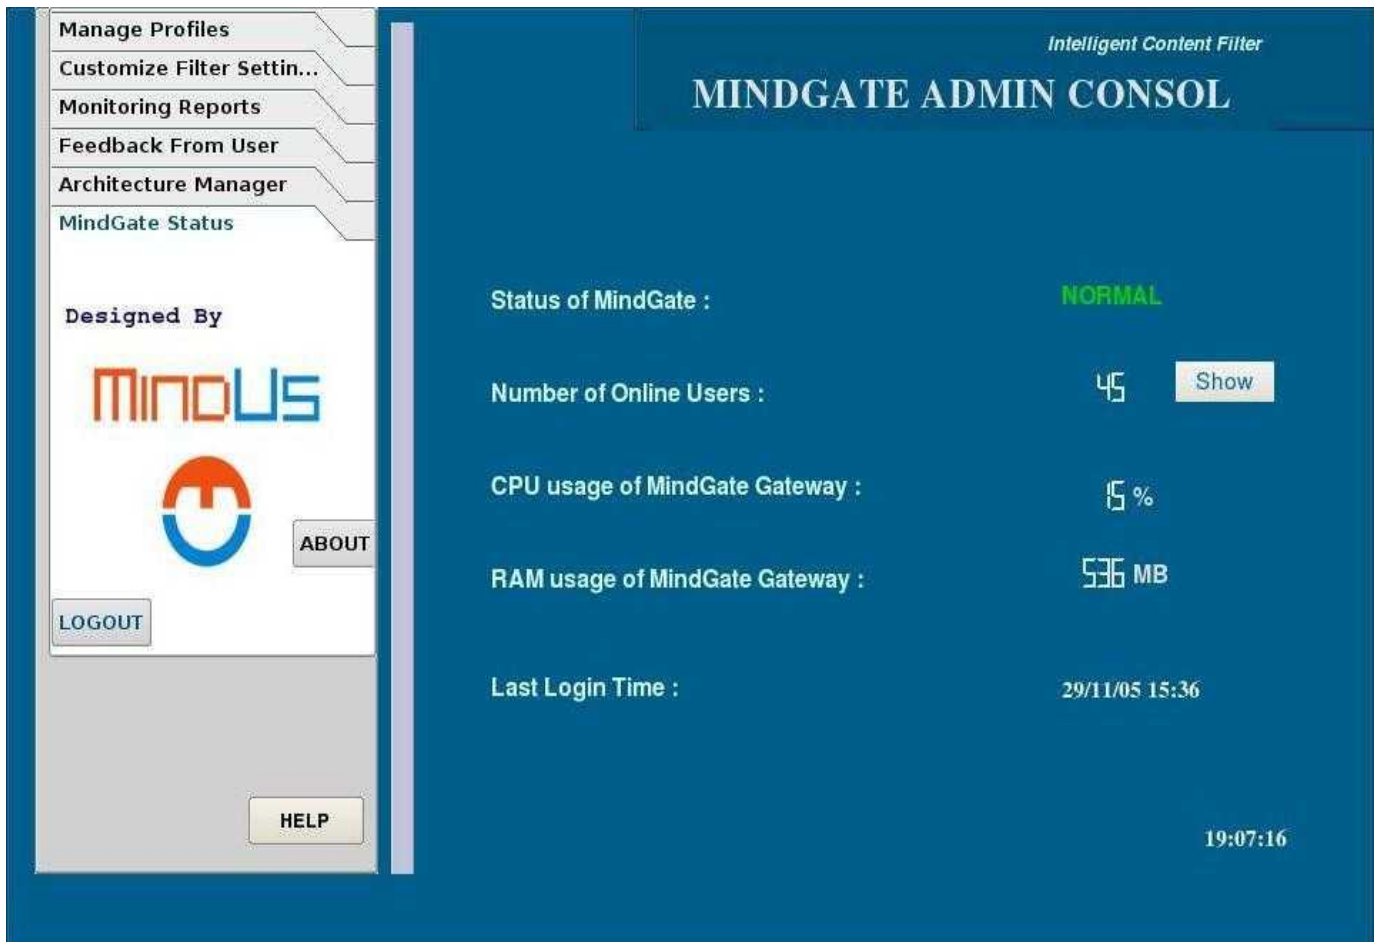 Manage Profiles
Customize Filter Settin...
Monitoring Reports
Feedback From User
Architecture Manager
MindGate Status
Designed By
MINDUS
ABOUT
LOGOUT
HELP
Intelligent Content Filter
MINDGATE ADMIN CONSOL
Status of MindGate : NORMAL
Number of Online Users : 45 Show
CPU usage of MindGate Gateway : 15 %
RAM usage of MindGate Gateway : 536 MB
Last Login Time : 29/11/05 15:36
19:07:16